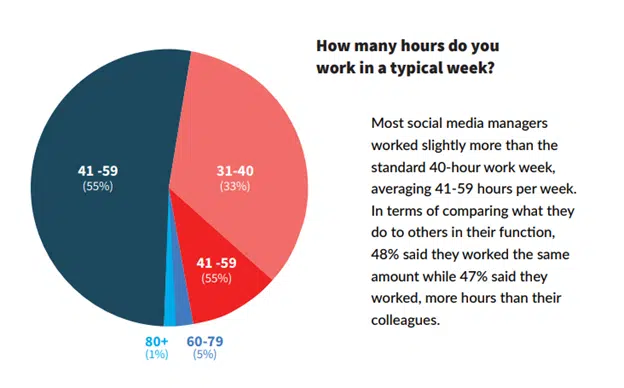 How many hours do you
work in a typical week?
41 -59
(55%)
31-40
(33%)
41 -59
(55%)
80+
(1%)
60-79
(5%)
Most social media managers
worked slightly more than the
standard 40-hour work week,
averaging 41-59 hours per week.
In terms of comparing what they
do to others in their function,
48% said they worked the same
amount while 47% said they
worked, more hours than their
colleagues.